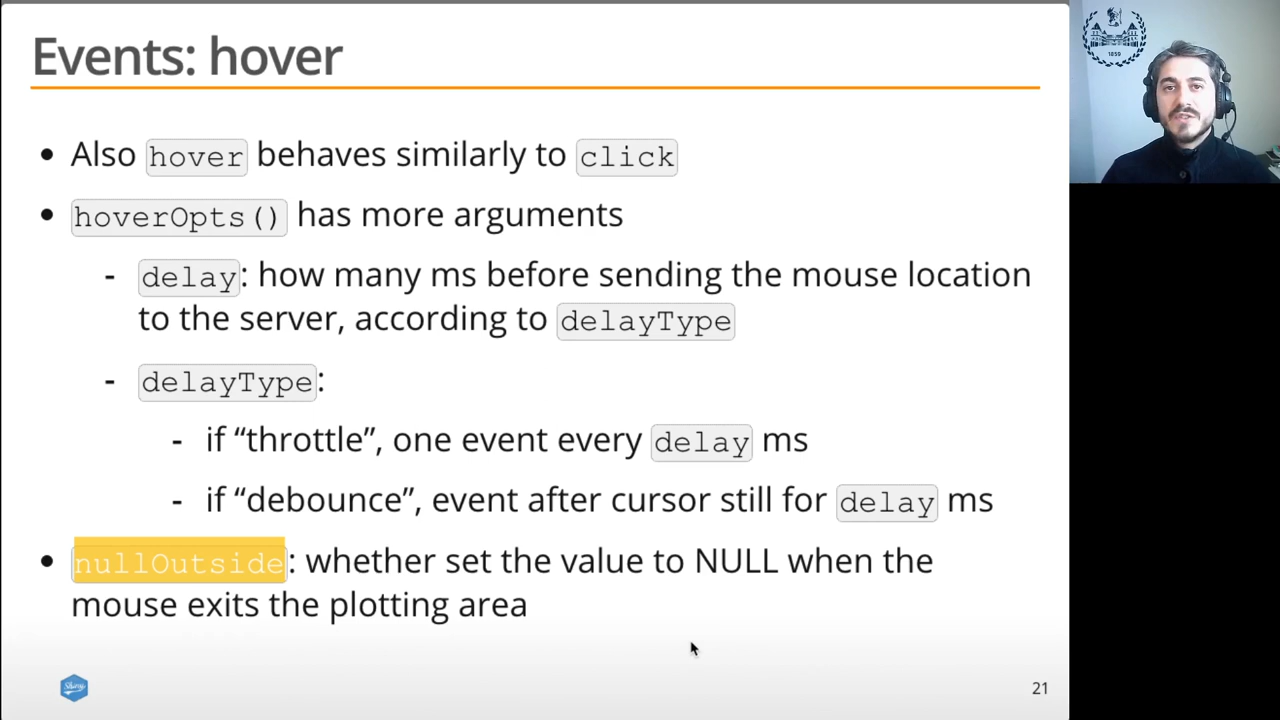 Events: hover
1859
• Also hover behaves similarly to click
• hoverOpts() has more arguments
- delay: how many ms before sending the mouse location
to the server, according to delayType
- delayType:
- if “throttle”, one event every delay ms
- if “debounce”, event after cursor still for delay ms
• nullOutside: whether set the value to NULL when the
mouse exits the plotting area
Shiny
21